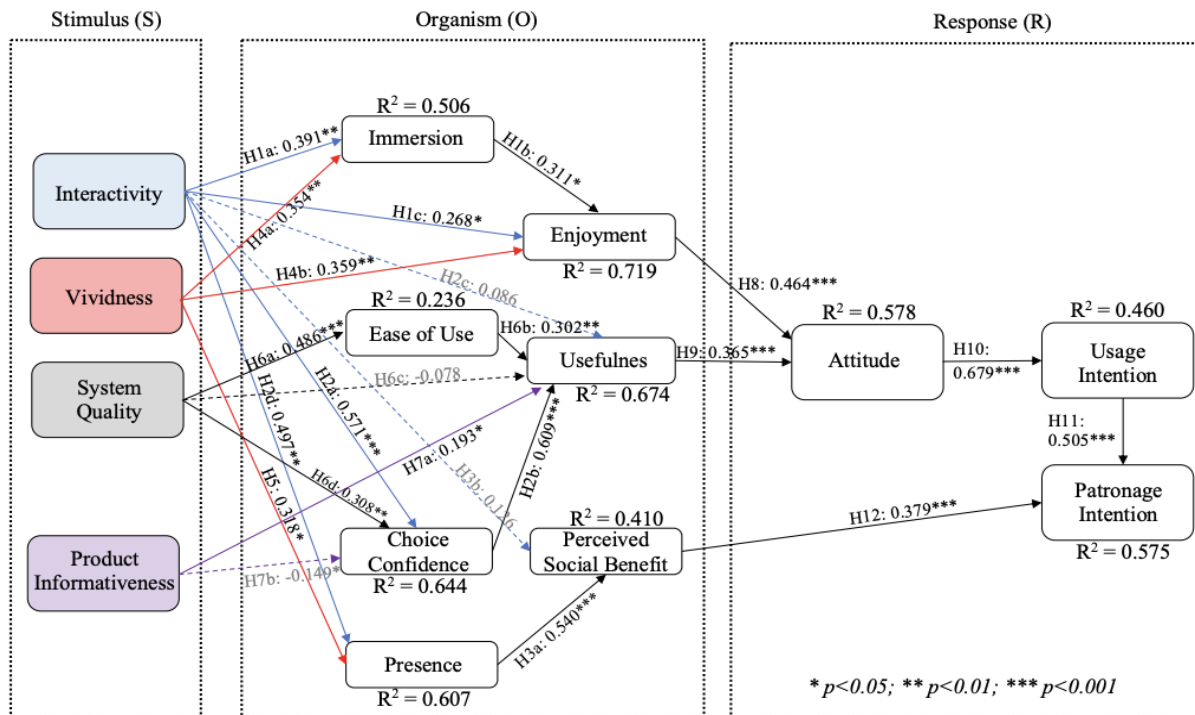 Stimulus (S)
Organism (O)
Response (R)
R² = 0.506
Immersion
H1a: 0.391**
H1b: 0.311*
Interactivity
H4a: 0.354**
H1c: 0.268*
Enjoyment
R² = 0.719
H4b: 0.359**
H2c: 0.086
H8: 0.464***
Vividness
R² = 0.236
Ease of Use
H6a: 0.486***
H6b: 0.302**
Usefulnes
R² = 0.674
H9: 0.365***
R² = 0.578
Attitude
H10:
0.679***
R² = 0.460
Usage
Intention
System
Quality
H6c: -0.078
H2d: 0.497**
H2a: 0.571***
H7a: 0.193*
H2b: 0.609***
H11:
0.505***
H5: 0.318*
H6d: 0.308**
H3b: 0.126
R² = 0.410
Perceived
Social Benefit
H12: 0.379***
Patronage
Intention
R² = 0.575
Product
Informativeness
H7b: -0.149*
Choice
Confidence
R² = 0.644
H3a: 0.540***
Presence
R² = 0.607
* p<0.05; ** p<0.01; *** p<0.001